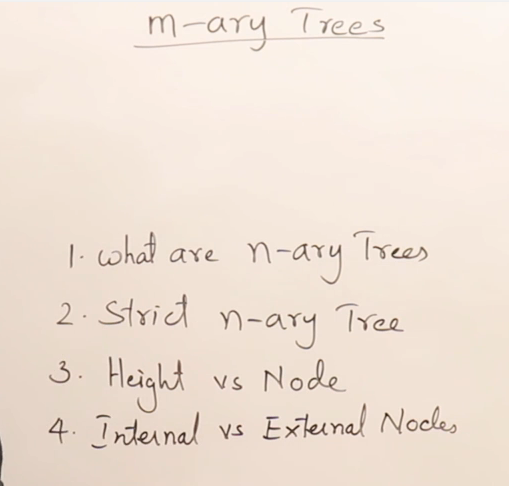 m-ary Trees
1. what are n-ary Trees
2. Strict n-ary Tree
3. Height vs Node
4. Internal vs External Nodes